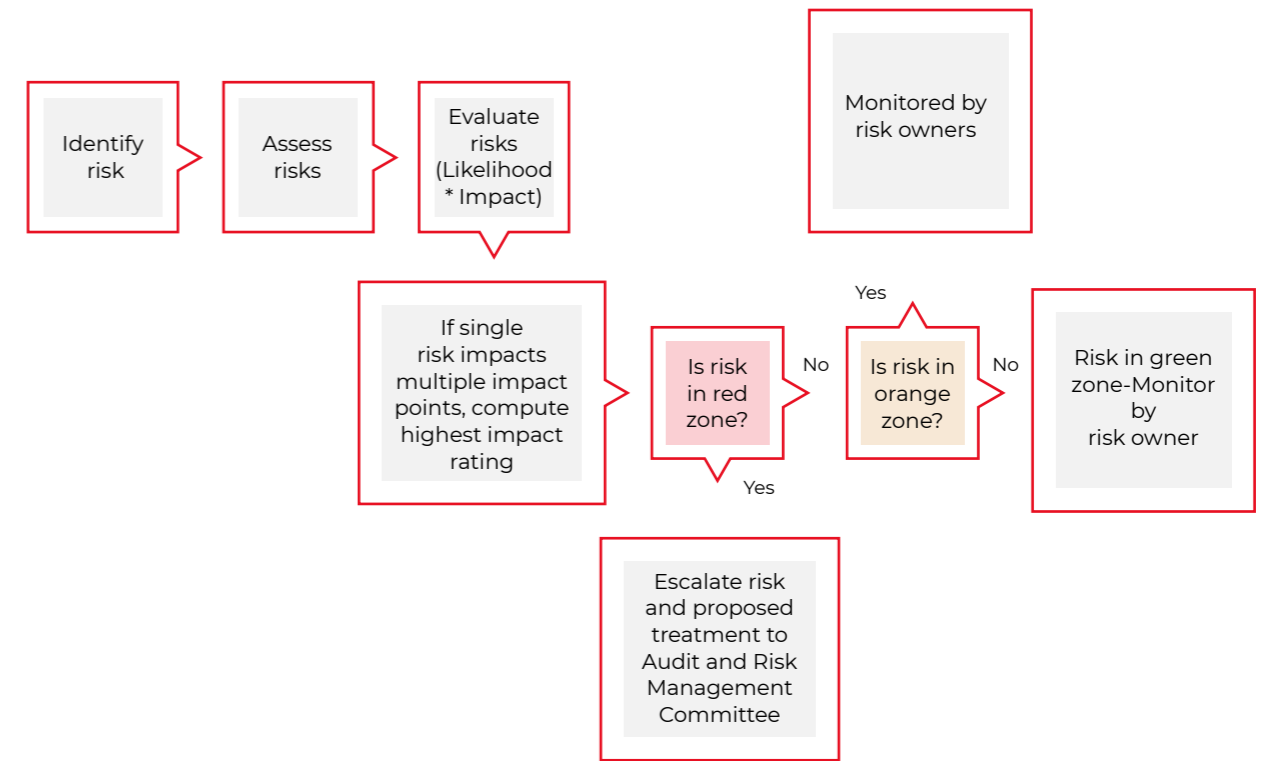 Identify
risk
Assess
risks
Evaluate
risks
(Likelihood
* Impact)
If single
risk impacts
multiple impact
points, compute
highest impact
rating
Is risk
in red
zone?
No
Yes
Is risk in
orange
zone?
Yes
No
Monitored by
risk owners
Risk in green
zone-Monitor
by
risk owner
Escalate risk
and proposed
treatment to
Audit and Risk
Management
Committee